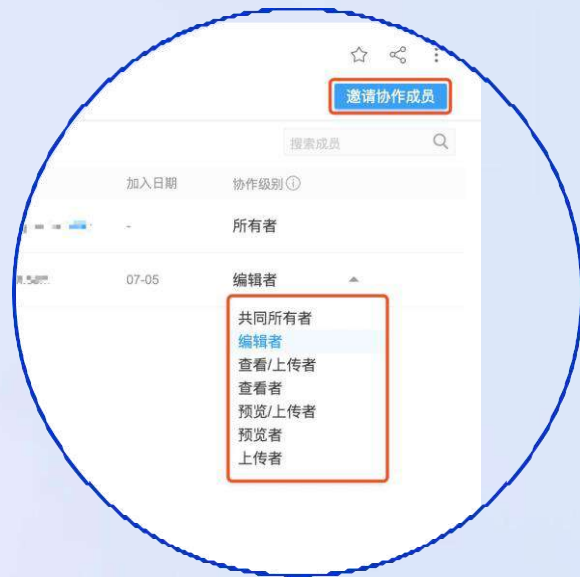 邀请协作成员
搜索成员
加入日期 协作级别
- 所有者
07-05 编辑者
共同所有者
编辑者
查看/上传者
查看者
预览/上传者
预览者
上传者